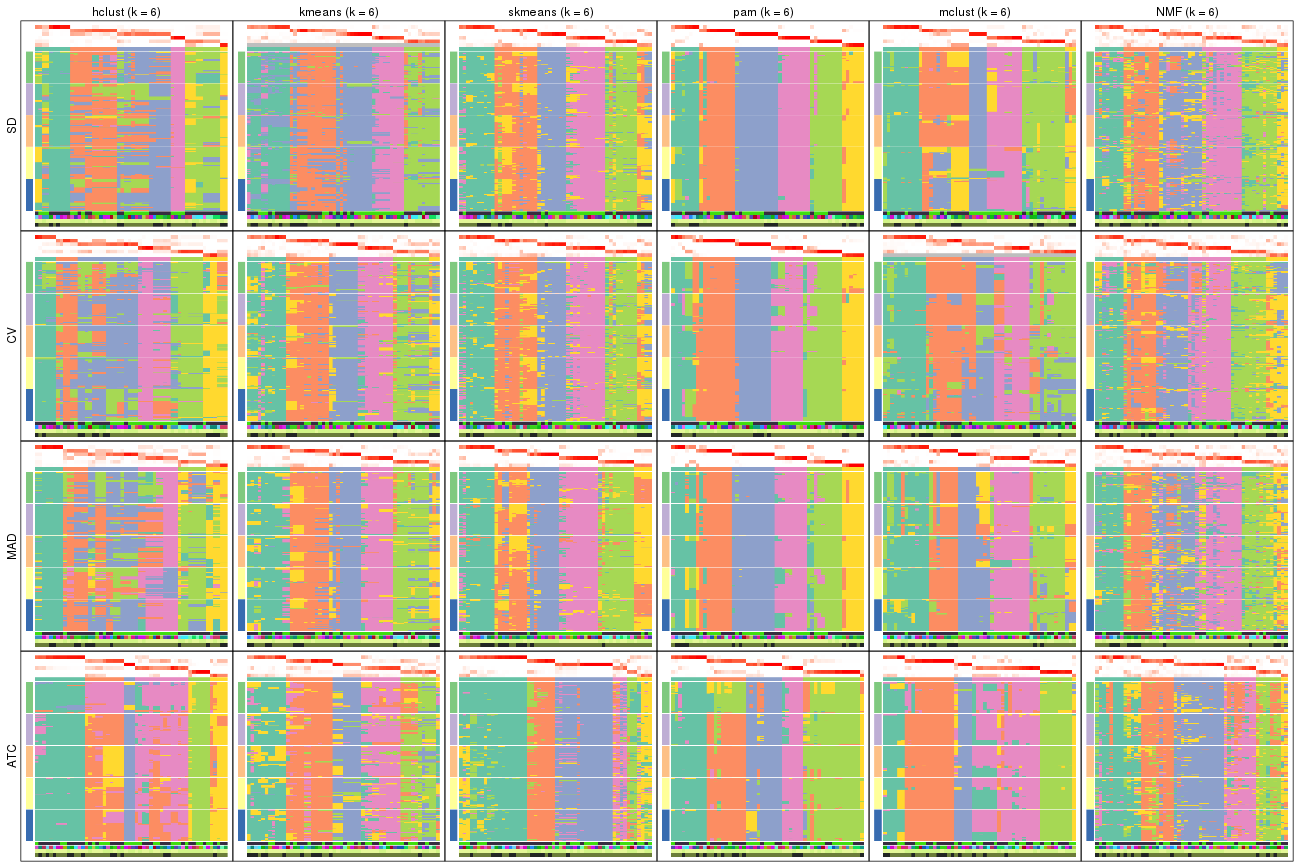 hclust (k = 6) kmeans (k = 6) skmeans (k = 6) pam (k = 6) mclust (k = 6) NMF (k = 6)
SD
CV
MAD
ATC